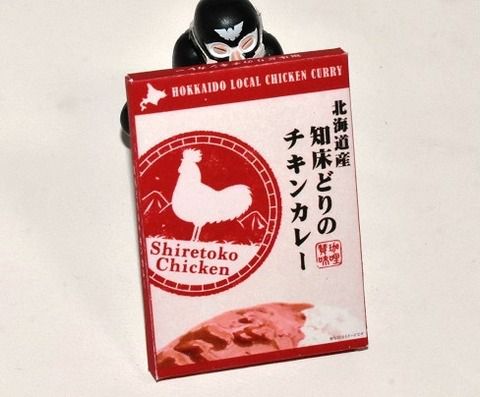 HOKKAIDO LOCAL CHICKEN CURRY
北海道産
知床どりの
チキンカレー
Shiretoko
Chicken